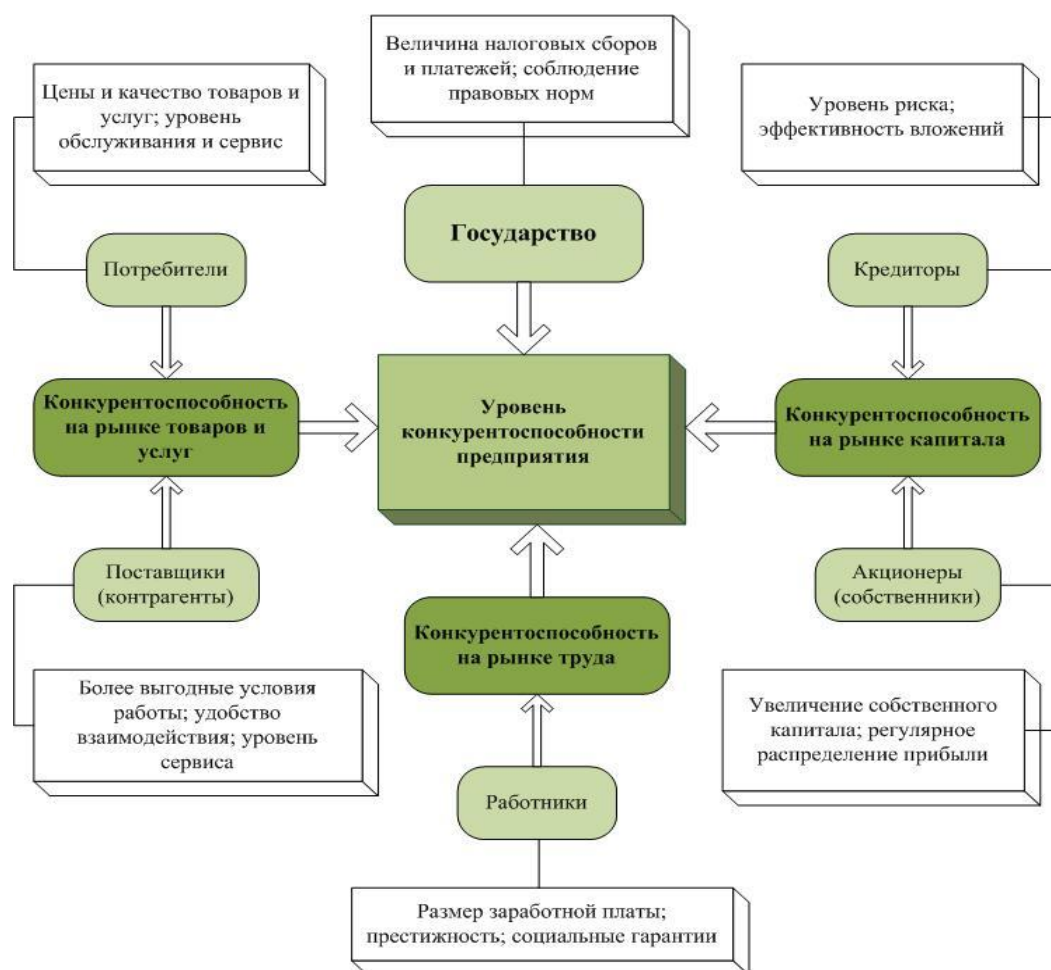 Величина налоговых сборов
и платежей; соблюдение
правовых норм
Цены и качество товаров и
услуг; уровень
обслуживания и сервис
Уровень риска;
эффективность вложений
Государство
Потребители
Кредиторы
Конкурентоспособность
на рынке товаров и
услуг
Уровень
конкурентоспособности
предприятия
Конкурентоспособность
на рынке капитала
Поставщики
(контрагенты)
Акционеры
(собственники)
Конкурентоспособность
на рынке труда
Более выгодные условия
работы; удобство
взаимодействия; уровень
сервиса
Увеличение собственного
капитала; регулярное
распределение прибыли
Работники
Размер заработной платы;
престижность; социальные гарантии